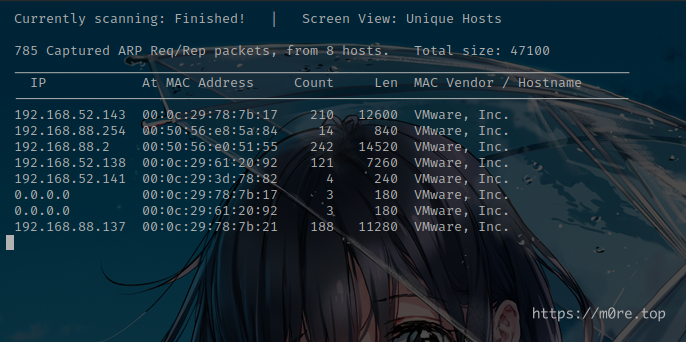 Currently scanning: Finished!   |   Screen View: Unique Hosts
785 Captured ARP Req/Rep packets, from 8 hosts.   Total size: 47100
IP            At MAC Address     Count     Len  MAC Vendor / Hostname
192.168.52.143  00:0c:29:78:7b:17    210   12600  VMware, Inc.
192.168.88.254  00:50:56:e8:5a:84     14     840  VMware, Inc.
192.168.88.2    00:50:56:e0:51:55    242   14520  VMware, Inc.
192.168.52.138  00:0c:29:61:20:92    121    7260  VMware, Inc.
192.168.52.141  00:0c:29:3d:78:82      4     240  VMware, Inc.
0.0.0.0         00:0c:29:78:7b:17      3     180  VMware, Inc.
0.0.0.0         00:0c:29:61:20:92      3     180  VMware, Inc.
192.168.88.137  00:0c:29:78:7b:21    188   11280  VMware, Inc.
https://m0re.top